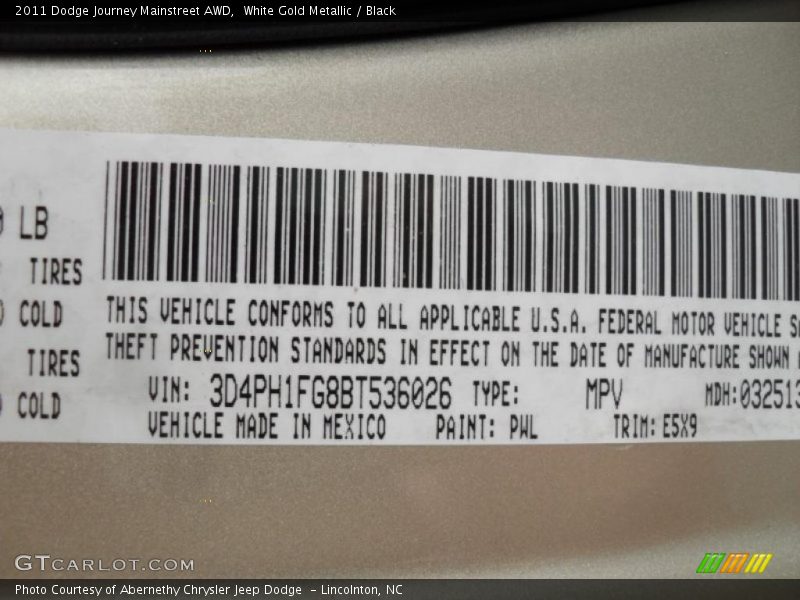 2011 Dodge Journey Mainstreet AWD,  White Gold Metallic / Black
LB
TIRES
COLD
TIRES
COLD
THIS VEHICLE CONFORMS TO ALL APPLICABLE U.S.A. FEDERAL MOTOR VEHICLE
THEFT PREVENTION STANDARDS IN EFFECT ON THE DATE OF MANUFACTURE SHOWN
VIN: 3D4PH1FG8BT536026 TYPE: MPV MDH:032513
VEHICLE MADE IN MEXICO PAINT: PWL TRIM: E5X9
GTCARLOT.COM
Photo Courtesy of Abernethy Chrysler Jeep Dodge  - Lincolnton, NC